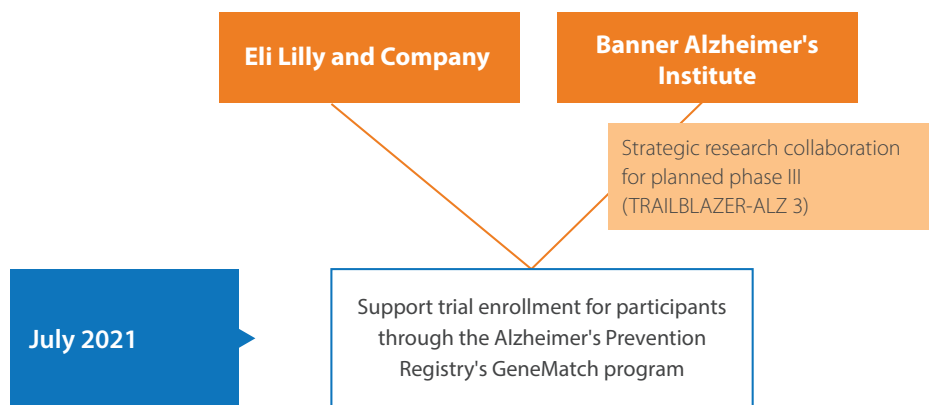 Eli Lilly and Company
Banner Alzheimer's
Institute
Strategic research collaboration
for planned phase III
(TRAILBLAZER-ALZ 3)
July 2021
Support trial enrollment for participants
through the Alzheimer's Prevention
Registry's GeneMatch program